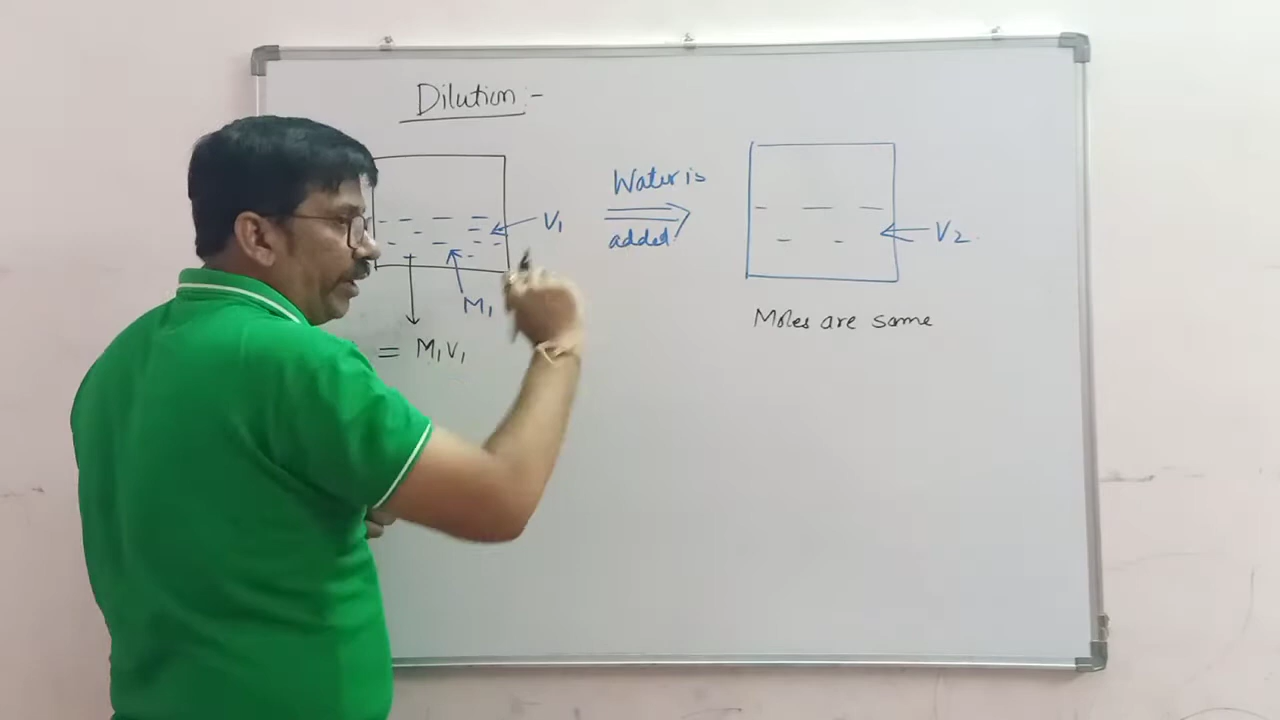 Dilution :-
V1
M1
= M1V1
Water is
added
V2
Moles are same